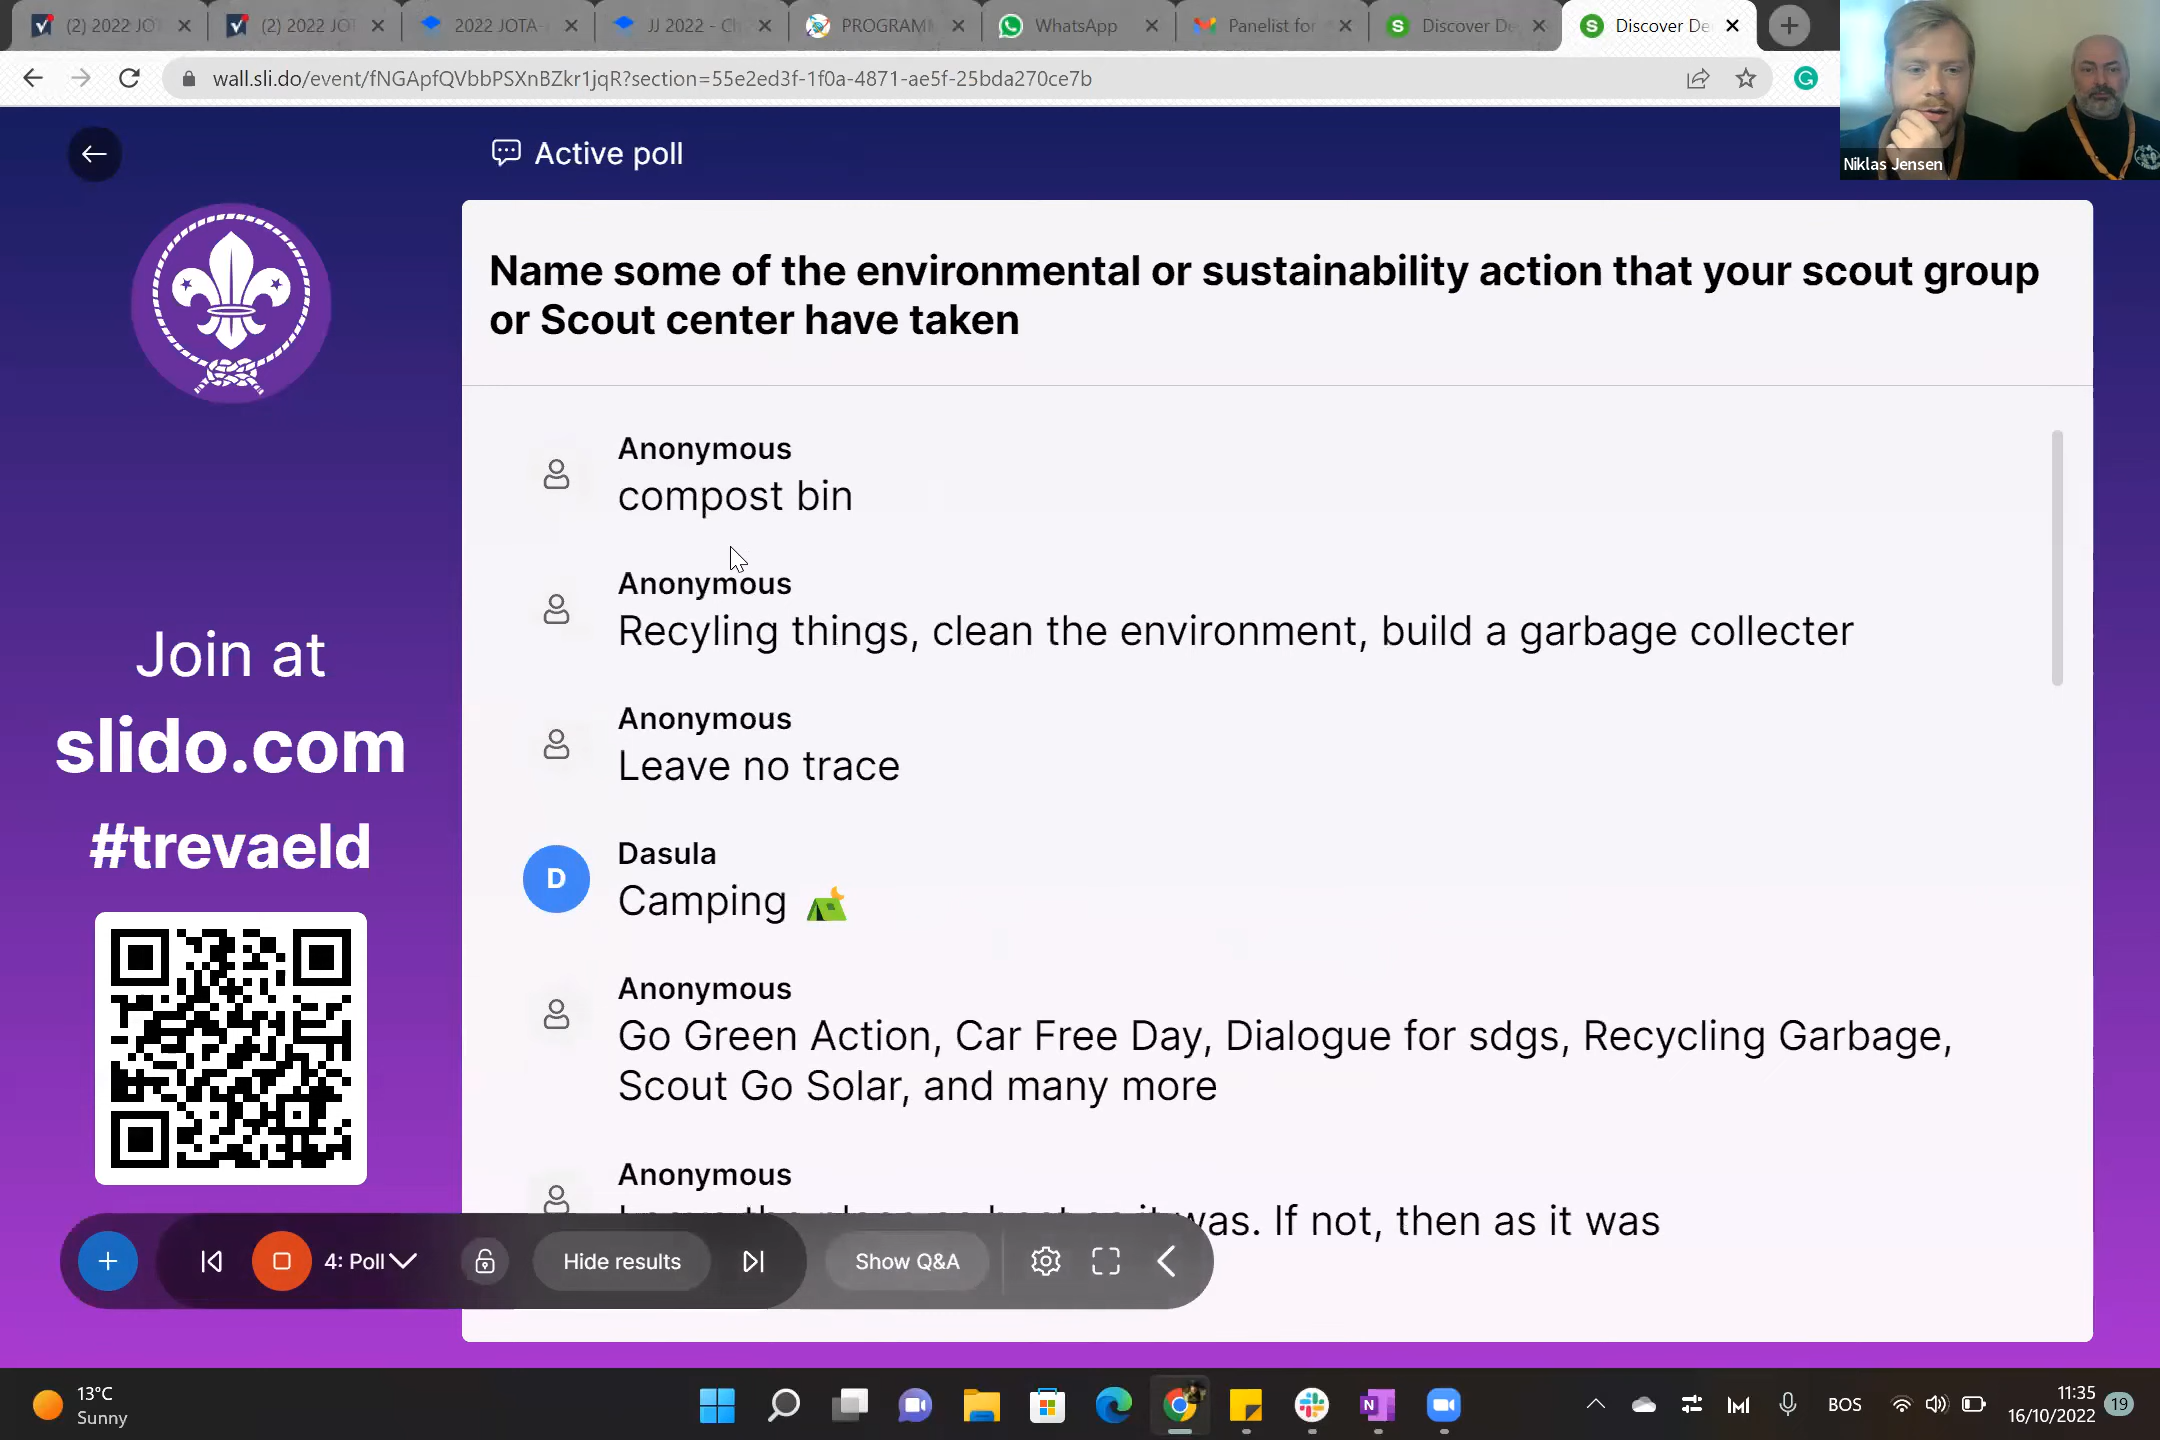 (2) 2022 JOT
(2) 2022 JOT
2022 JOTA-
JJ 2022 - Ch
PROGRAM
WhatsApp
Panelist for
Discover De
Discover De
wall.sli.do/event/fNGApfQVbbPSXnBZkr1jqR?section=55e2ed3f-1f0a-4871-ae5f-25bda270ce7b
Niklas Jensen
Active poll
Name some of the environmental or sustainability action that your scout group
or Scout center have taken
Anonymous
compost bin
Anonymous
Recyling things, clean the environment, build a garbage collecter
Anonymous
Leave no trace
D
Dasula
Camping
Anonymous
Go Green Action, Car Free Day, Dialogue for sdgs, Recycling Garbage,
Scout Go Solar, and many more
Anonymous
was. If not, then as it was
Join at
slido.com
#trevaeld
4: Poll
Hide results
Show Q&A
13°C
Sunny
BOS
11:35
16/10/2022
19